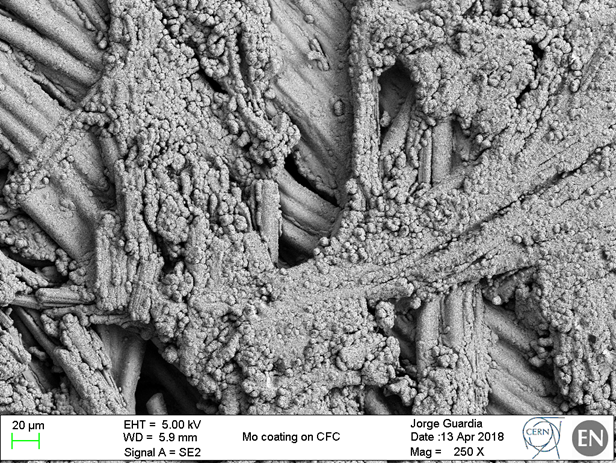 20 µm
EHT = 5.00 kV
WD = 5.9 mm
Signal A = SE2
Mo coating on CFC
Jorge Guardia
Date :13 Apr 2018
Mag = 250 X
CERN
EN